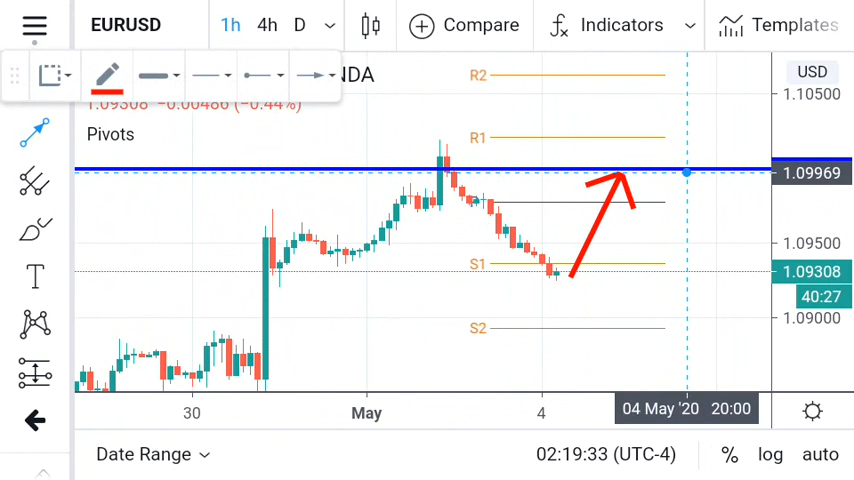 EURUSD 1h 4h D Compare Indicators Templates
NDA
R2
USD
1.10500
1.09308 −0.00486 (−0.44%)
Pivots
R1
1.09969
P
1.09500
S1
1.09308
40:27
1.09000
S2
30 May 4 04 May '20 20:00
Date Range 02:19:33 (UTC-4) % log auto